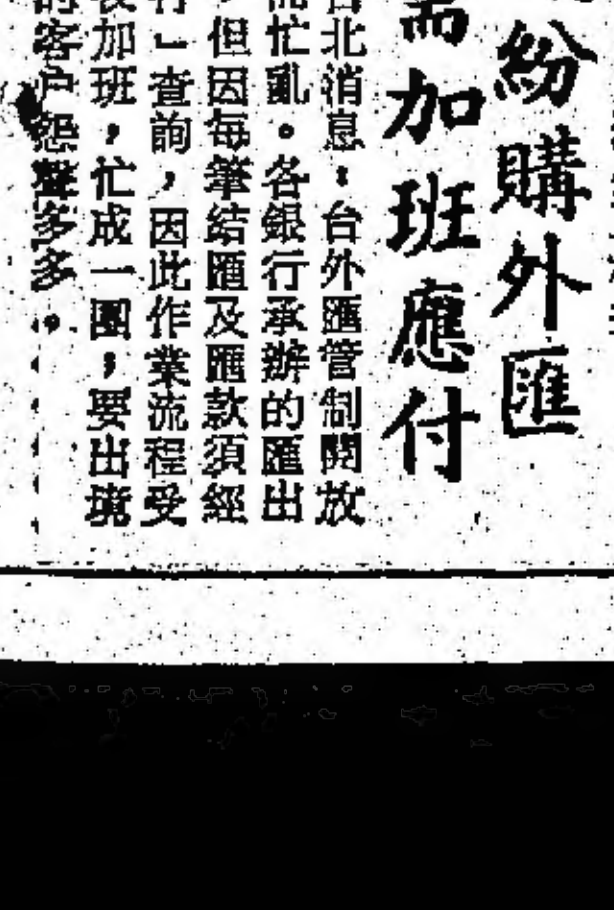 紛購外匯
需加班應付
台北消息：台外匯管制開放
忙亂。各銀行承辦的匯出
但因每筆結匯及匯款須經
行」查詢，因此作業流程受
加班，忙成一團，要出境
的客戶怨聲多多。